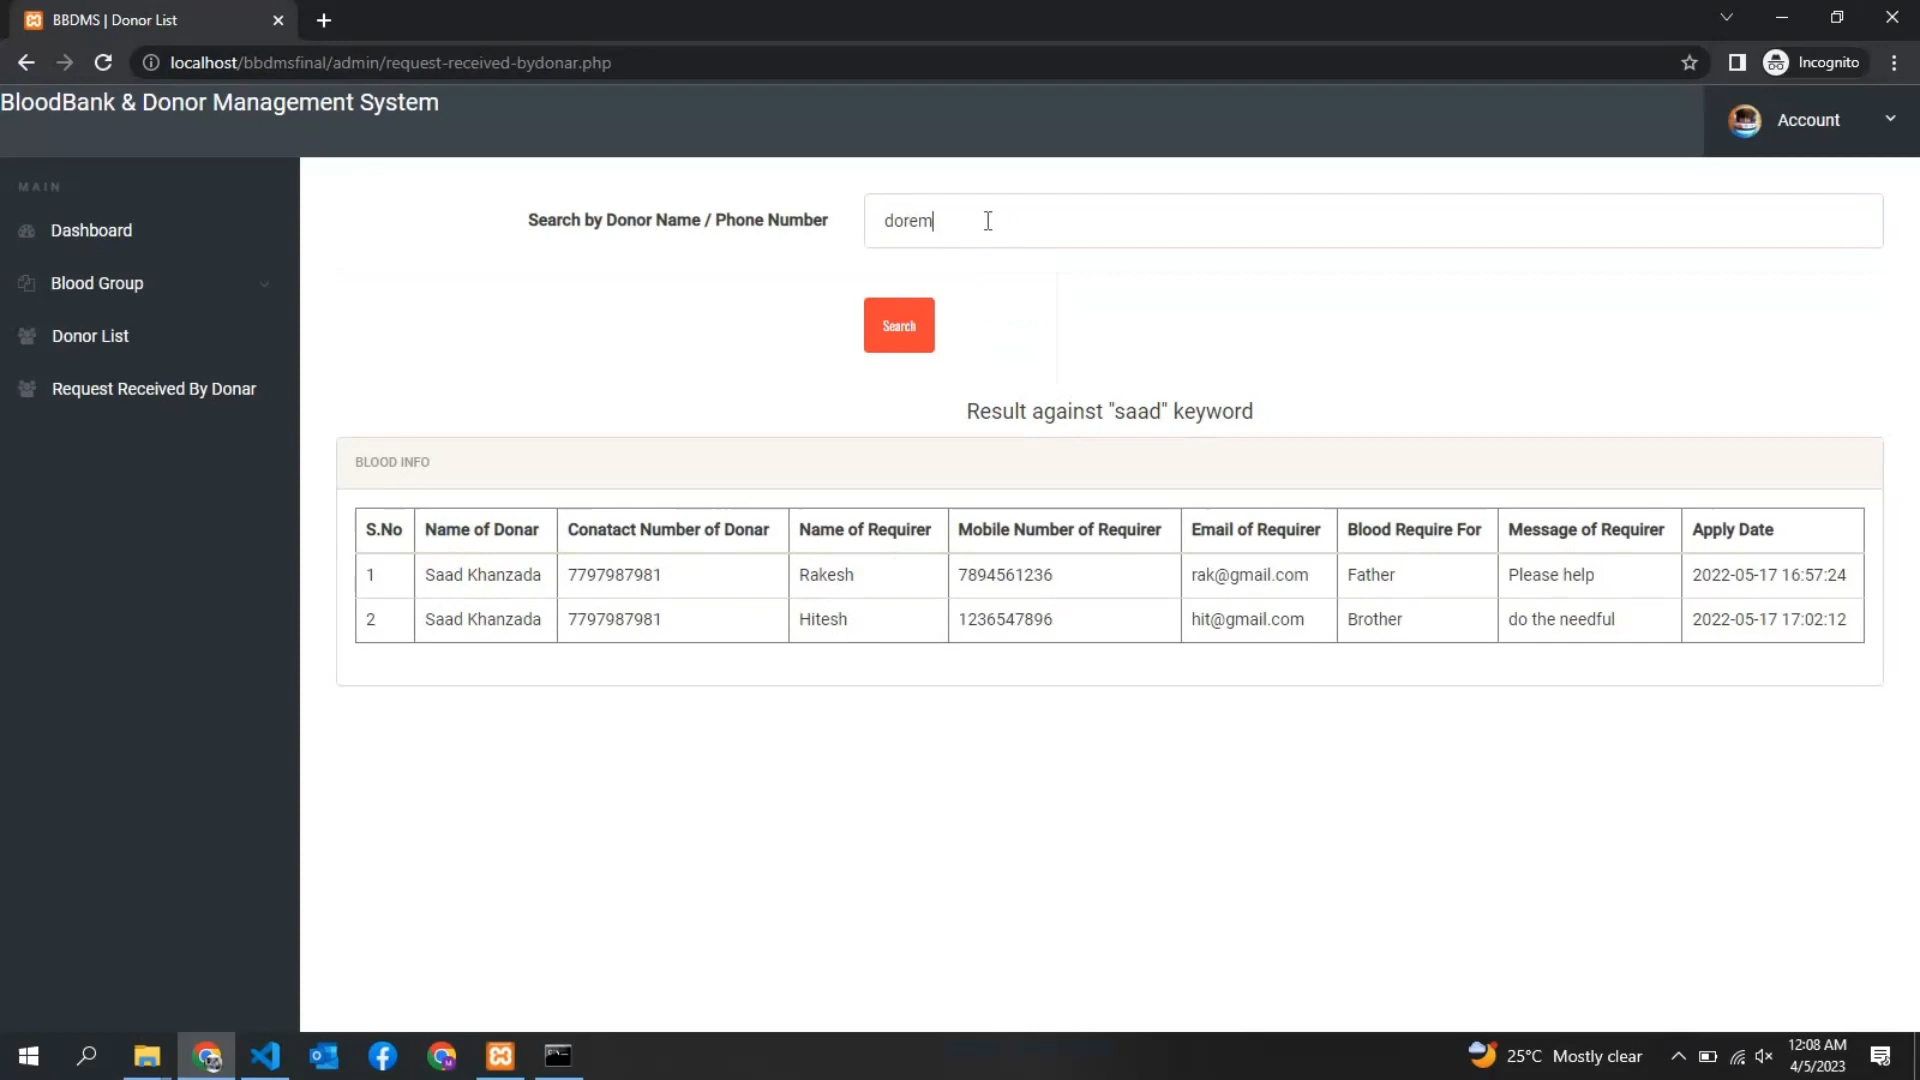 BBDMS | Donor List
localhost/bbdmsfinal/admin/request-received-bydonar.php
Incognito
BloodBank & Donor Management System
Account
MAIN
Dashboard
Blood Group
Donor List
Request Received By Donar
Search by Donor Name / Phone Number
dorem
Search
Result against "saad" keyword
BLOOD INFO
S.No Name of Donar Conatact Number of Donar Name of Requirer Mobile Number of Requirer Email of Requirer Blood Require For Message of Requirer Apply Date
1 Saad Khanzada 7797987981 Rakesh 7894561236 rak@gmail.com Father Please help 2022-05-17 16:57:24
2 Saad Khanzada 7797987981 Hitesh 1236547896 hit@gmail.com Brother do the needful 2022-05-17 17:02:12
25°C Mostly clear
12:08 AM
4/5/2023